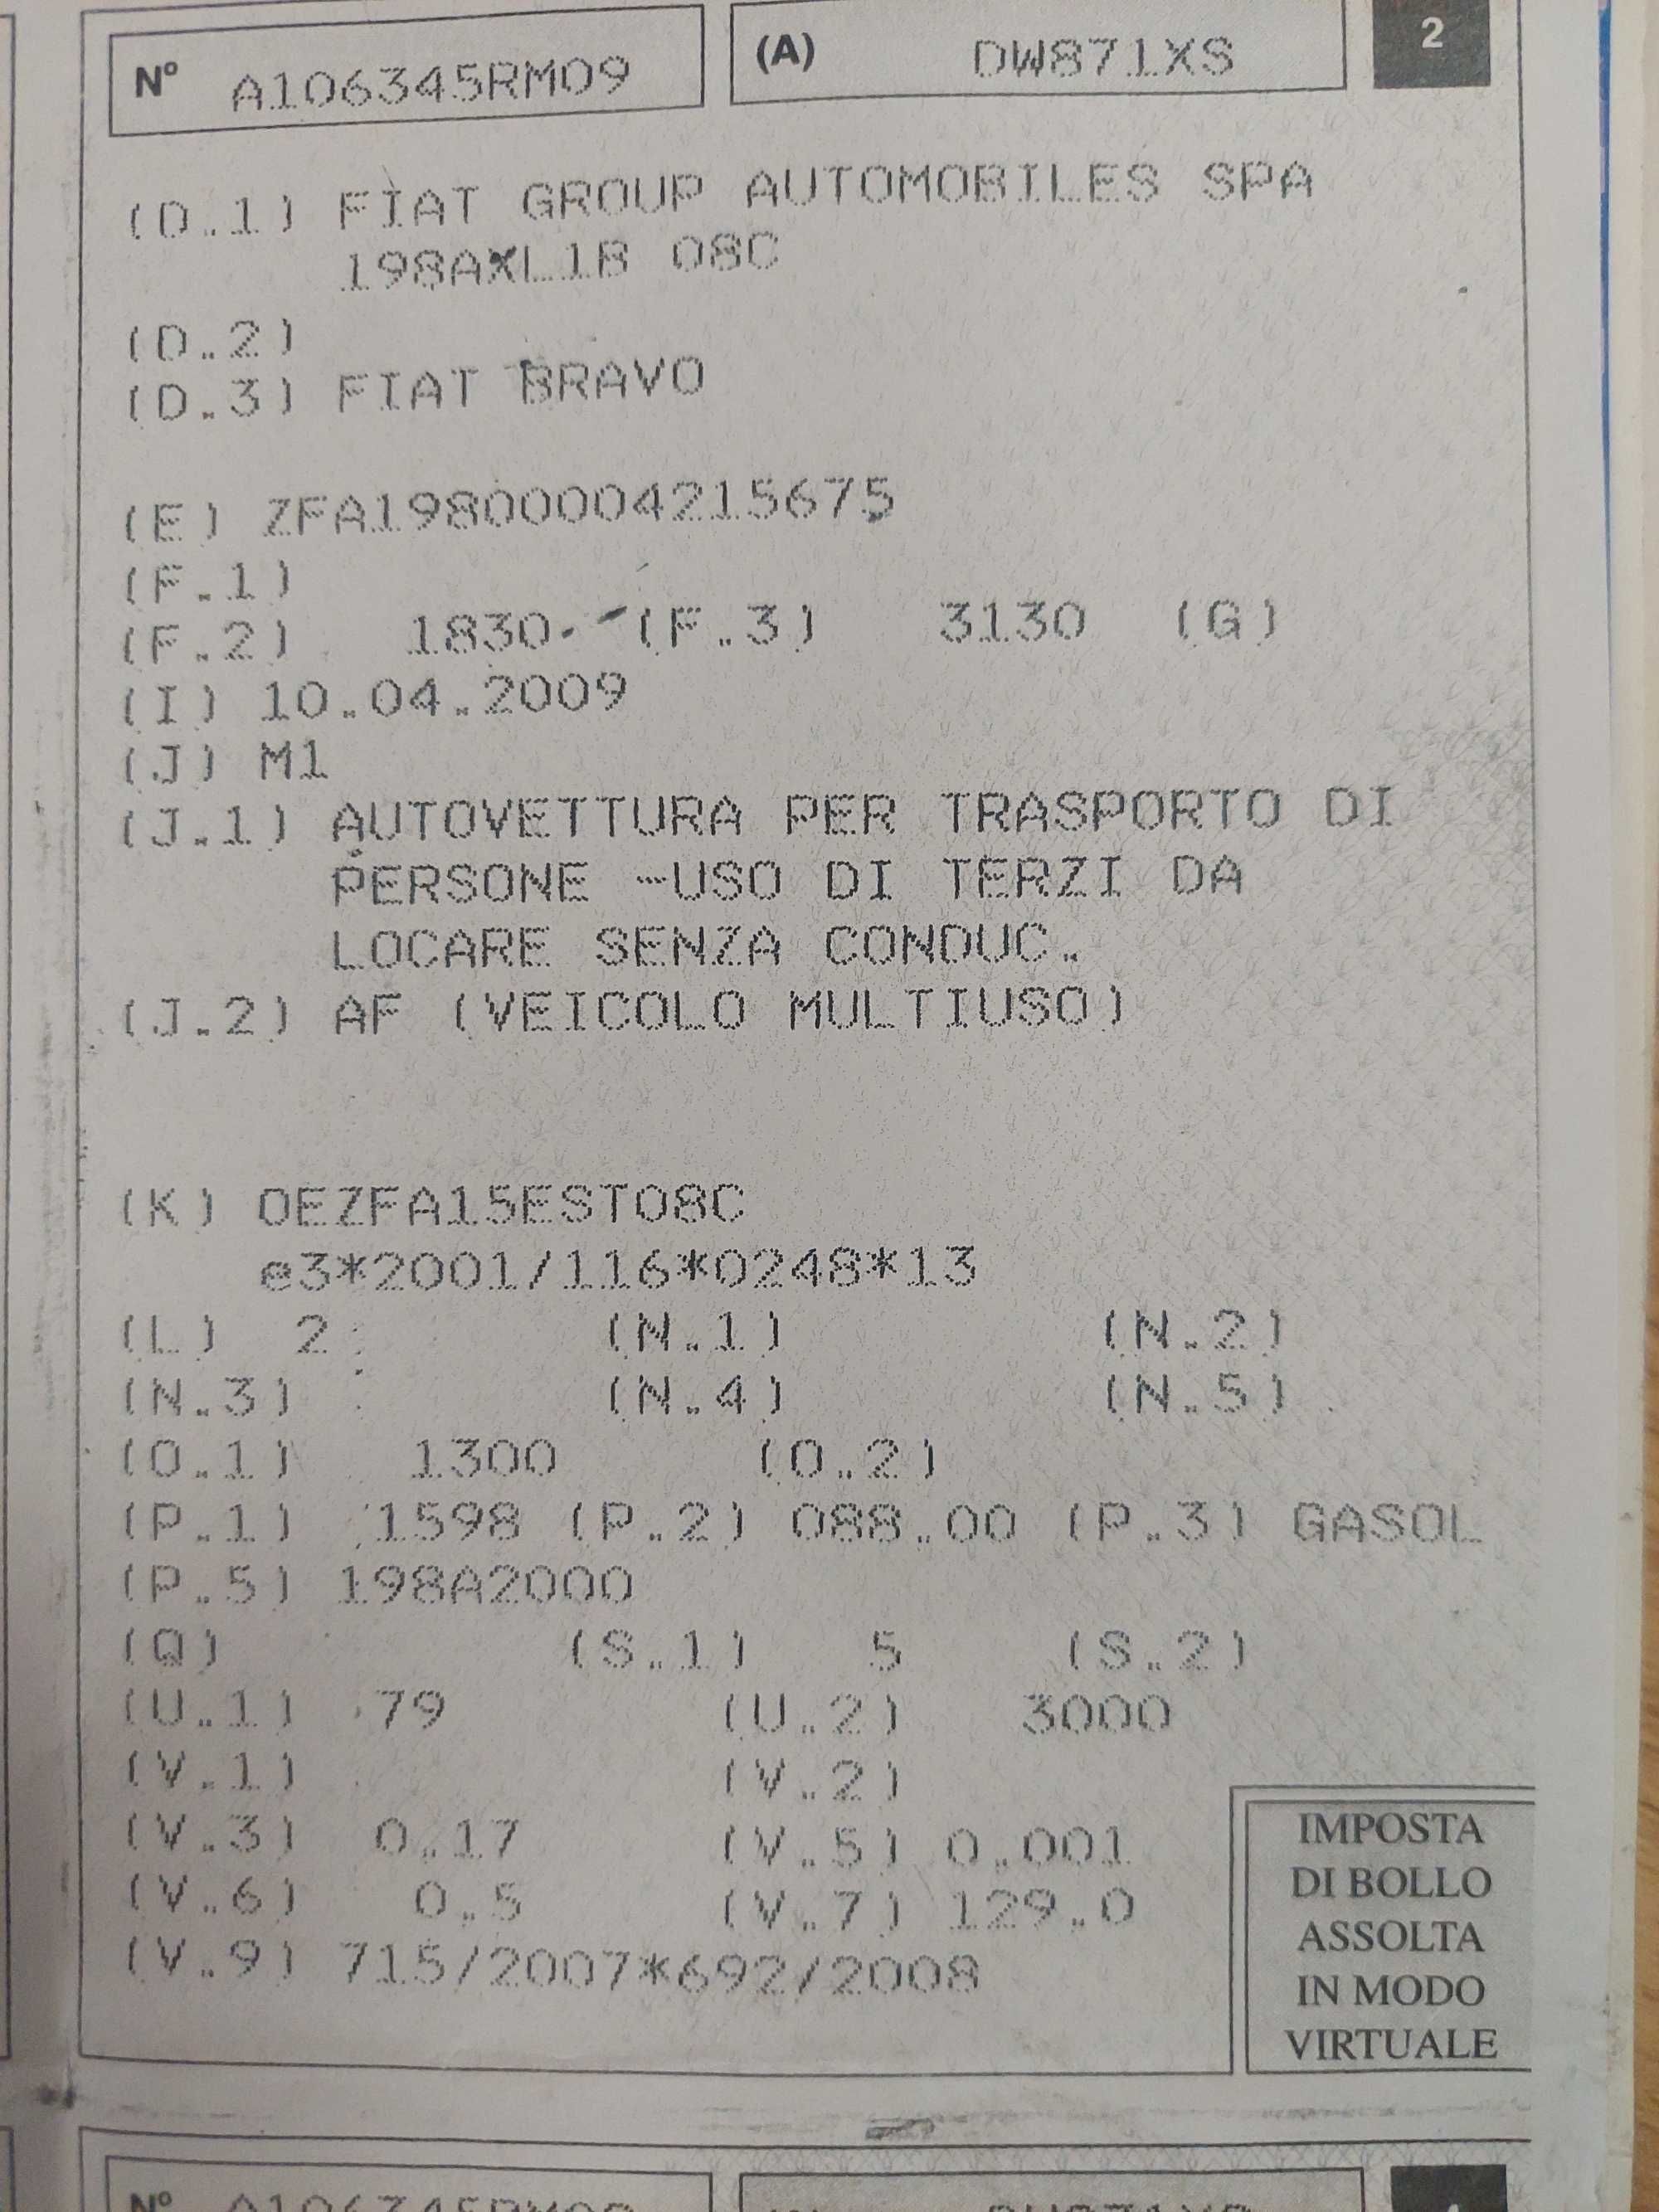 N° A106345RM09
(A) DW871XS
2
(D.1) FIAT GROUP AUTOMOBILES SPA
198AXL1B 08C
(D.2)
(D.3) FIAT BRAVO
(E) ZFA19800004215675
(F.1)
(F.2) 1830 (F.3) 3130 (G)
(I) 10.04.2009
(J) M1
(J.1) AUTOVETTURA PER TRASPORTO DI
PERSONE -USO DI TERZI DA
LOCARE SENZA CONDUC.
(J.2) AF (VEICOLO MULTIUSO)
(K) OEZFA15EST08C
e3*2001/116*0248*13
(L) 2 (N.1) (N.2)
(N.3) (N.4) (N.5)
(O.1) 1300 (O.2)
(P.1) 1598 (P.2) 088.00 (P.3) GASOL
(P.5) 198A2000
(Q) (S.1) 5 (S.2)
(U.1) 79 (U.2) 3000
(V.1) (V.2)
(V.3) 0.17 (V.5) 0.001
(V.6) 0.5 (V.7) 129.0
(V.9) 715/2007*692/2008
IMPOSTA
DI BOLLO
ASSOLTA
IN MODO
VIRTUALE
N° A106345RM09